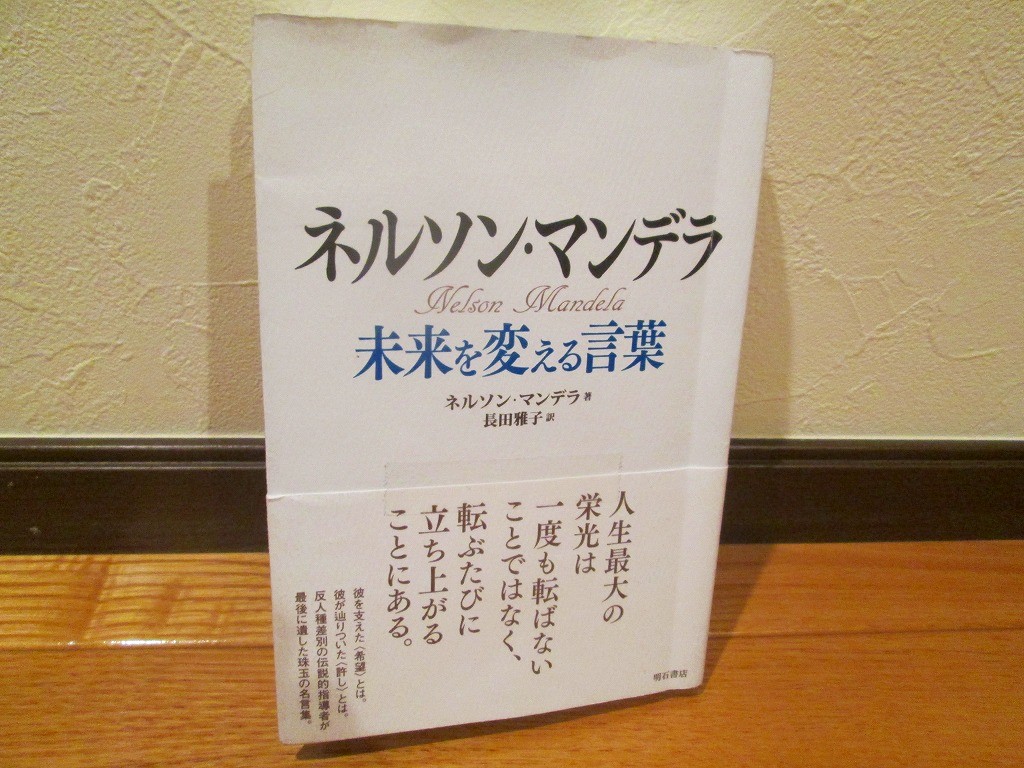 ネルソン・マンデラ
Nelson Mandela
未来を変える言葉
ネルソン・マンデラ 著
長田雅子 訳
人生最大の
栄光は
一度も転ばない
ことではなく、
転ぶたびに
立ち上がる
ことにある。
彼を支えた〈希望〉とは。
彼が辿りついた〈許し〉とは。
反人種差別の伝説的指導者が
最後に遺した珠玉の名言集。
明石書店